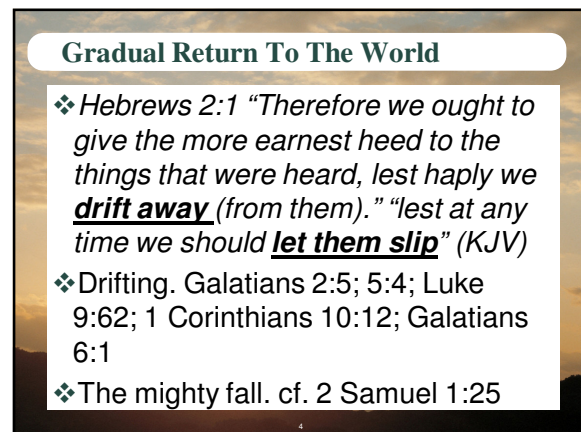 Gradual Return To The World
❖Hebrews 2:1 “Therefore we ought to
give the more earnest heed to the
things that were heard, lest haply we
drift away (from them).” “lest at any
time we should let them slip” (KJV)
❖Drifting. Galatians 2:5; 5:4; Luke
9:62; 1 Corinthians 10:12; Galatians
6:1
❖The mighty fall. cf. 2 Samuel 1:25
4